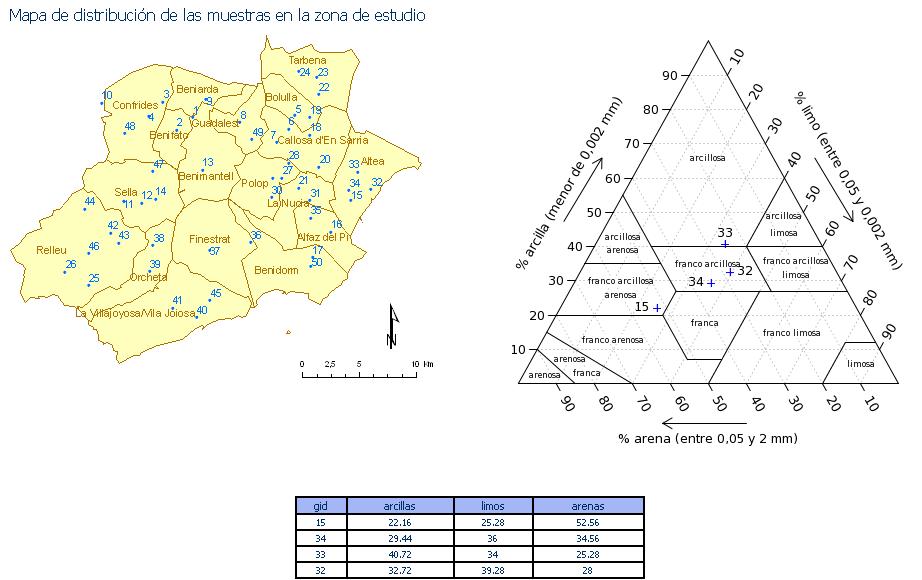 Mapa de distribución de las muestras en la zona de estudio
Tarbena
24 23
22
10
3
Confrides
4
48
Beniarda
9
1
2
Benifato
Guadalest
8
Bolulla
5
6
19
18
7
49
Callosa d'En Sarria
28
20
33
Altea
47
13
Benimantell
Polop
27
30
21
31
34
32
15
La Nucia
35
Sella
11
12
14
44
42
43
46
Relleu
26
25
38
39
Orcheta
Finestrat
37
36
16
Alfaz del Pi
17
50
Benidorm
La Villajoyosa/Vila Joiosa
41
45
40
N
0 2,5 5 10 Km
% arcilla (menor de 0,002 mm)
90
80
70
60
50
40
30
20
10
% limo (entre 0,05 y 0,002 mm)
10
20
30
40
50
60
70
80
90
arcillosa
arcillosa
limosa
arcillosa
arenosa
33
franco arcillosa
32
34
franco arcillosa
limosa
franco arcillosa
arenosa
15
franco arenosa
franca
franco limosa
arenosa
franca
arenosa
limosa
90 80 70 60 50 40 30 20 10
% arena (entre 0,05 y 2 mm)
gid arcillas limos arenas
15 22.16 25.28 52.56
34 29.44 36 34.56
33 40.72 34 25.28
32 32.72 39.28 28